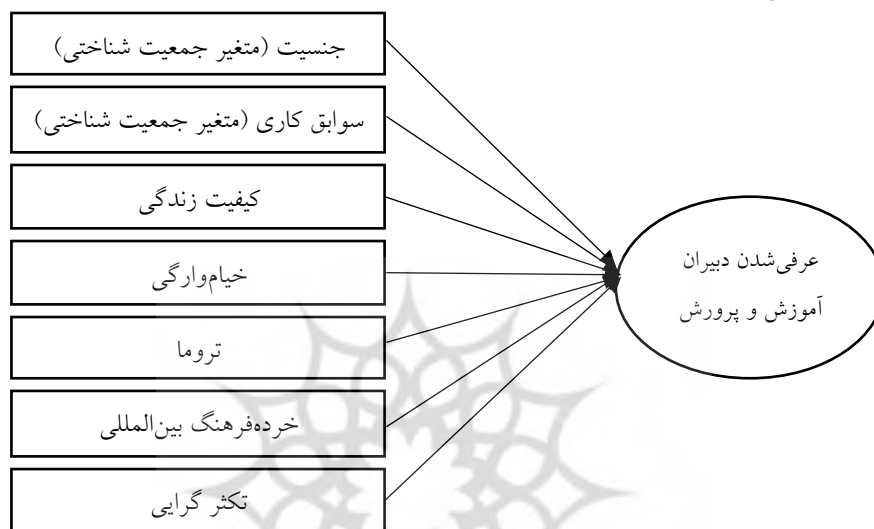 جنسیت (متغیر جمعیت شناختی)
سوابق کاری (متغیر جمعیت شناختی)
کیفیت زندگی
خیام‌وارگی
تروما
خرده‌فرهنگ بین‌المللی
تکثر گرایی
عرفی‌شدن دبیران
آموزش و پرورش